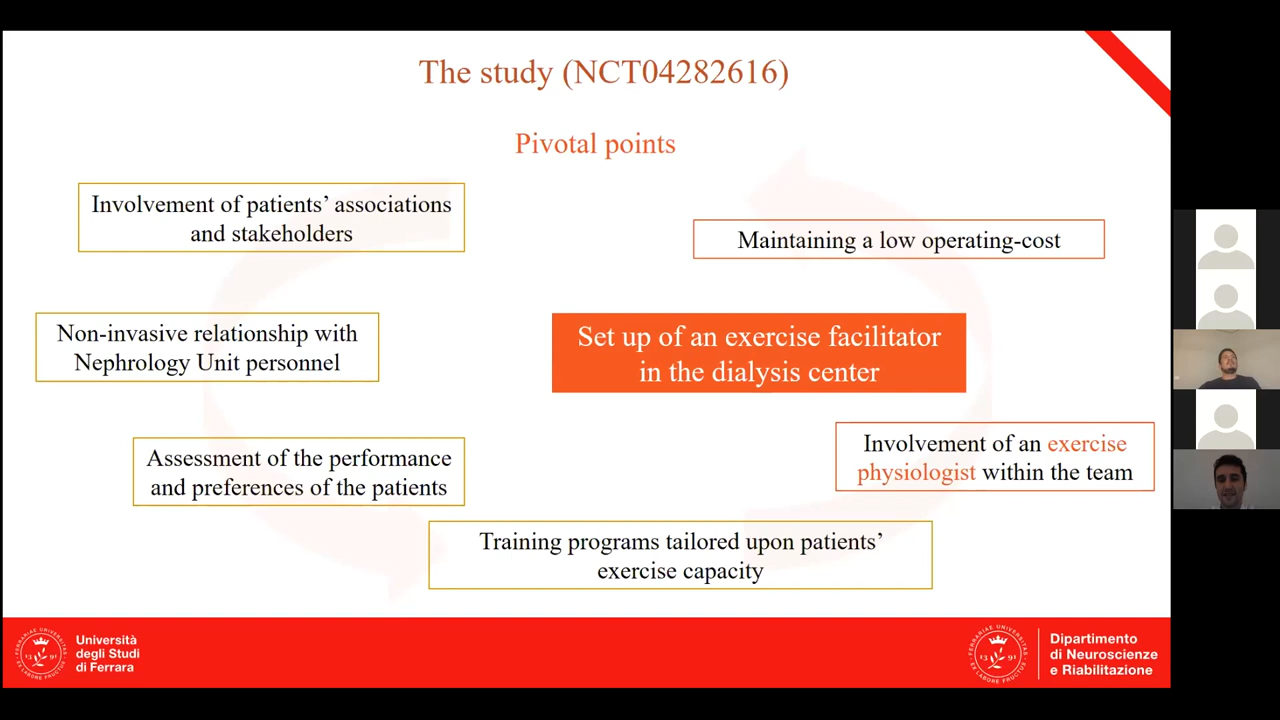 The study (NCT04282616)
Pivotal points
Involvement of patients’ associations
and stakeholders
Maintaining a low operating-cost
Non-invasive relationship with
Nephrology Unit personnel
Set up of an exercise facilitator
in the dialysis center
Assessment of the performance
and preferences of the patients
Involvement of an exercise
physiologist within the team
Training programs tailored upon patients’
exercise capacity
Università
degli Studi
di Ferrara
Dipartimento
di Neuroscienze
e Riabilitazione